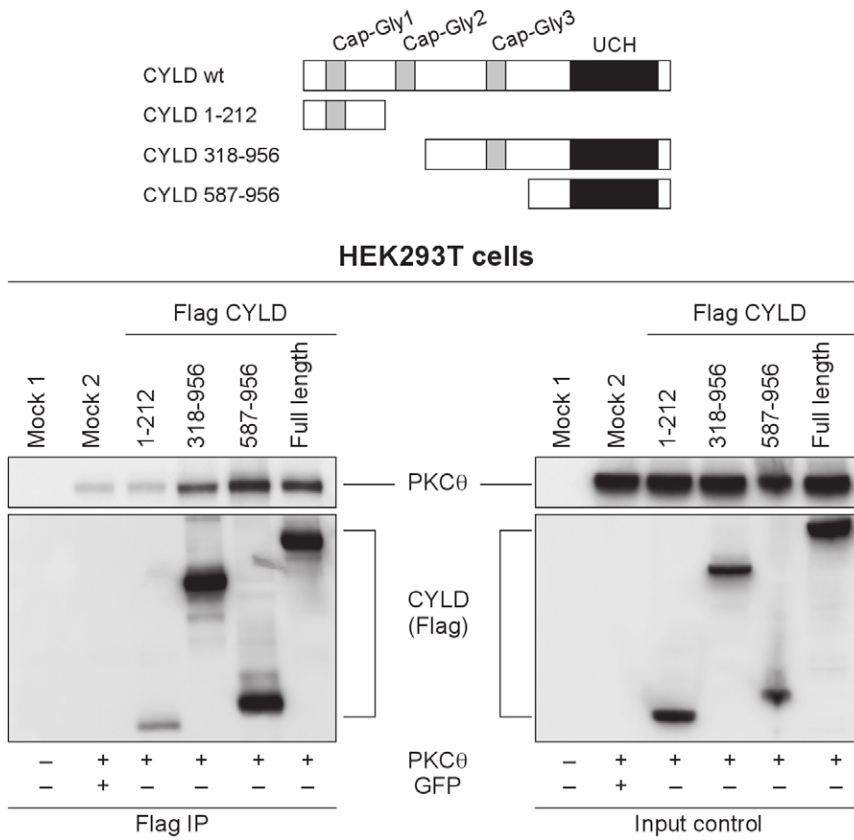 Cap-Gly1 Cap-Gly2 Cap-Gly3 UCH
CYLD wt
CYLD 1-212
CYLD 318-956
CYLD 587-956
HEK293T cells
Flag CYLD Flag CYLD
Mock 1 Mock 2 1-212 318-956 587-956 Full length Mock 1 Mock 2 1-212 318-956 587-956 Full length
PKCθ
CYLD
(Flag)
– + + + + + PKCθ – + + + + +
– + – – – – GFP – + – – – –
Flag IP Input control